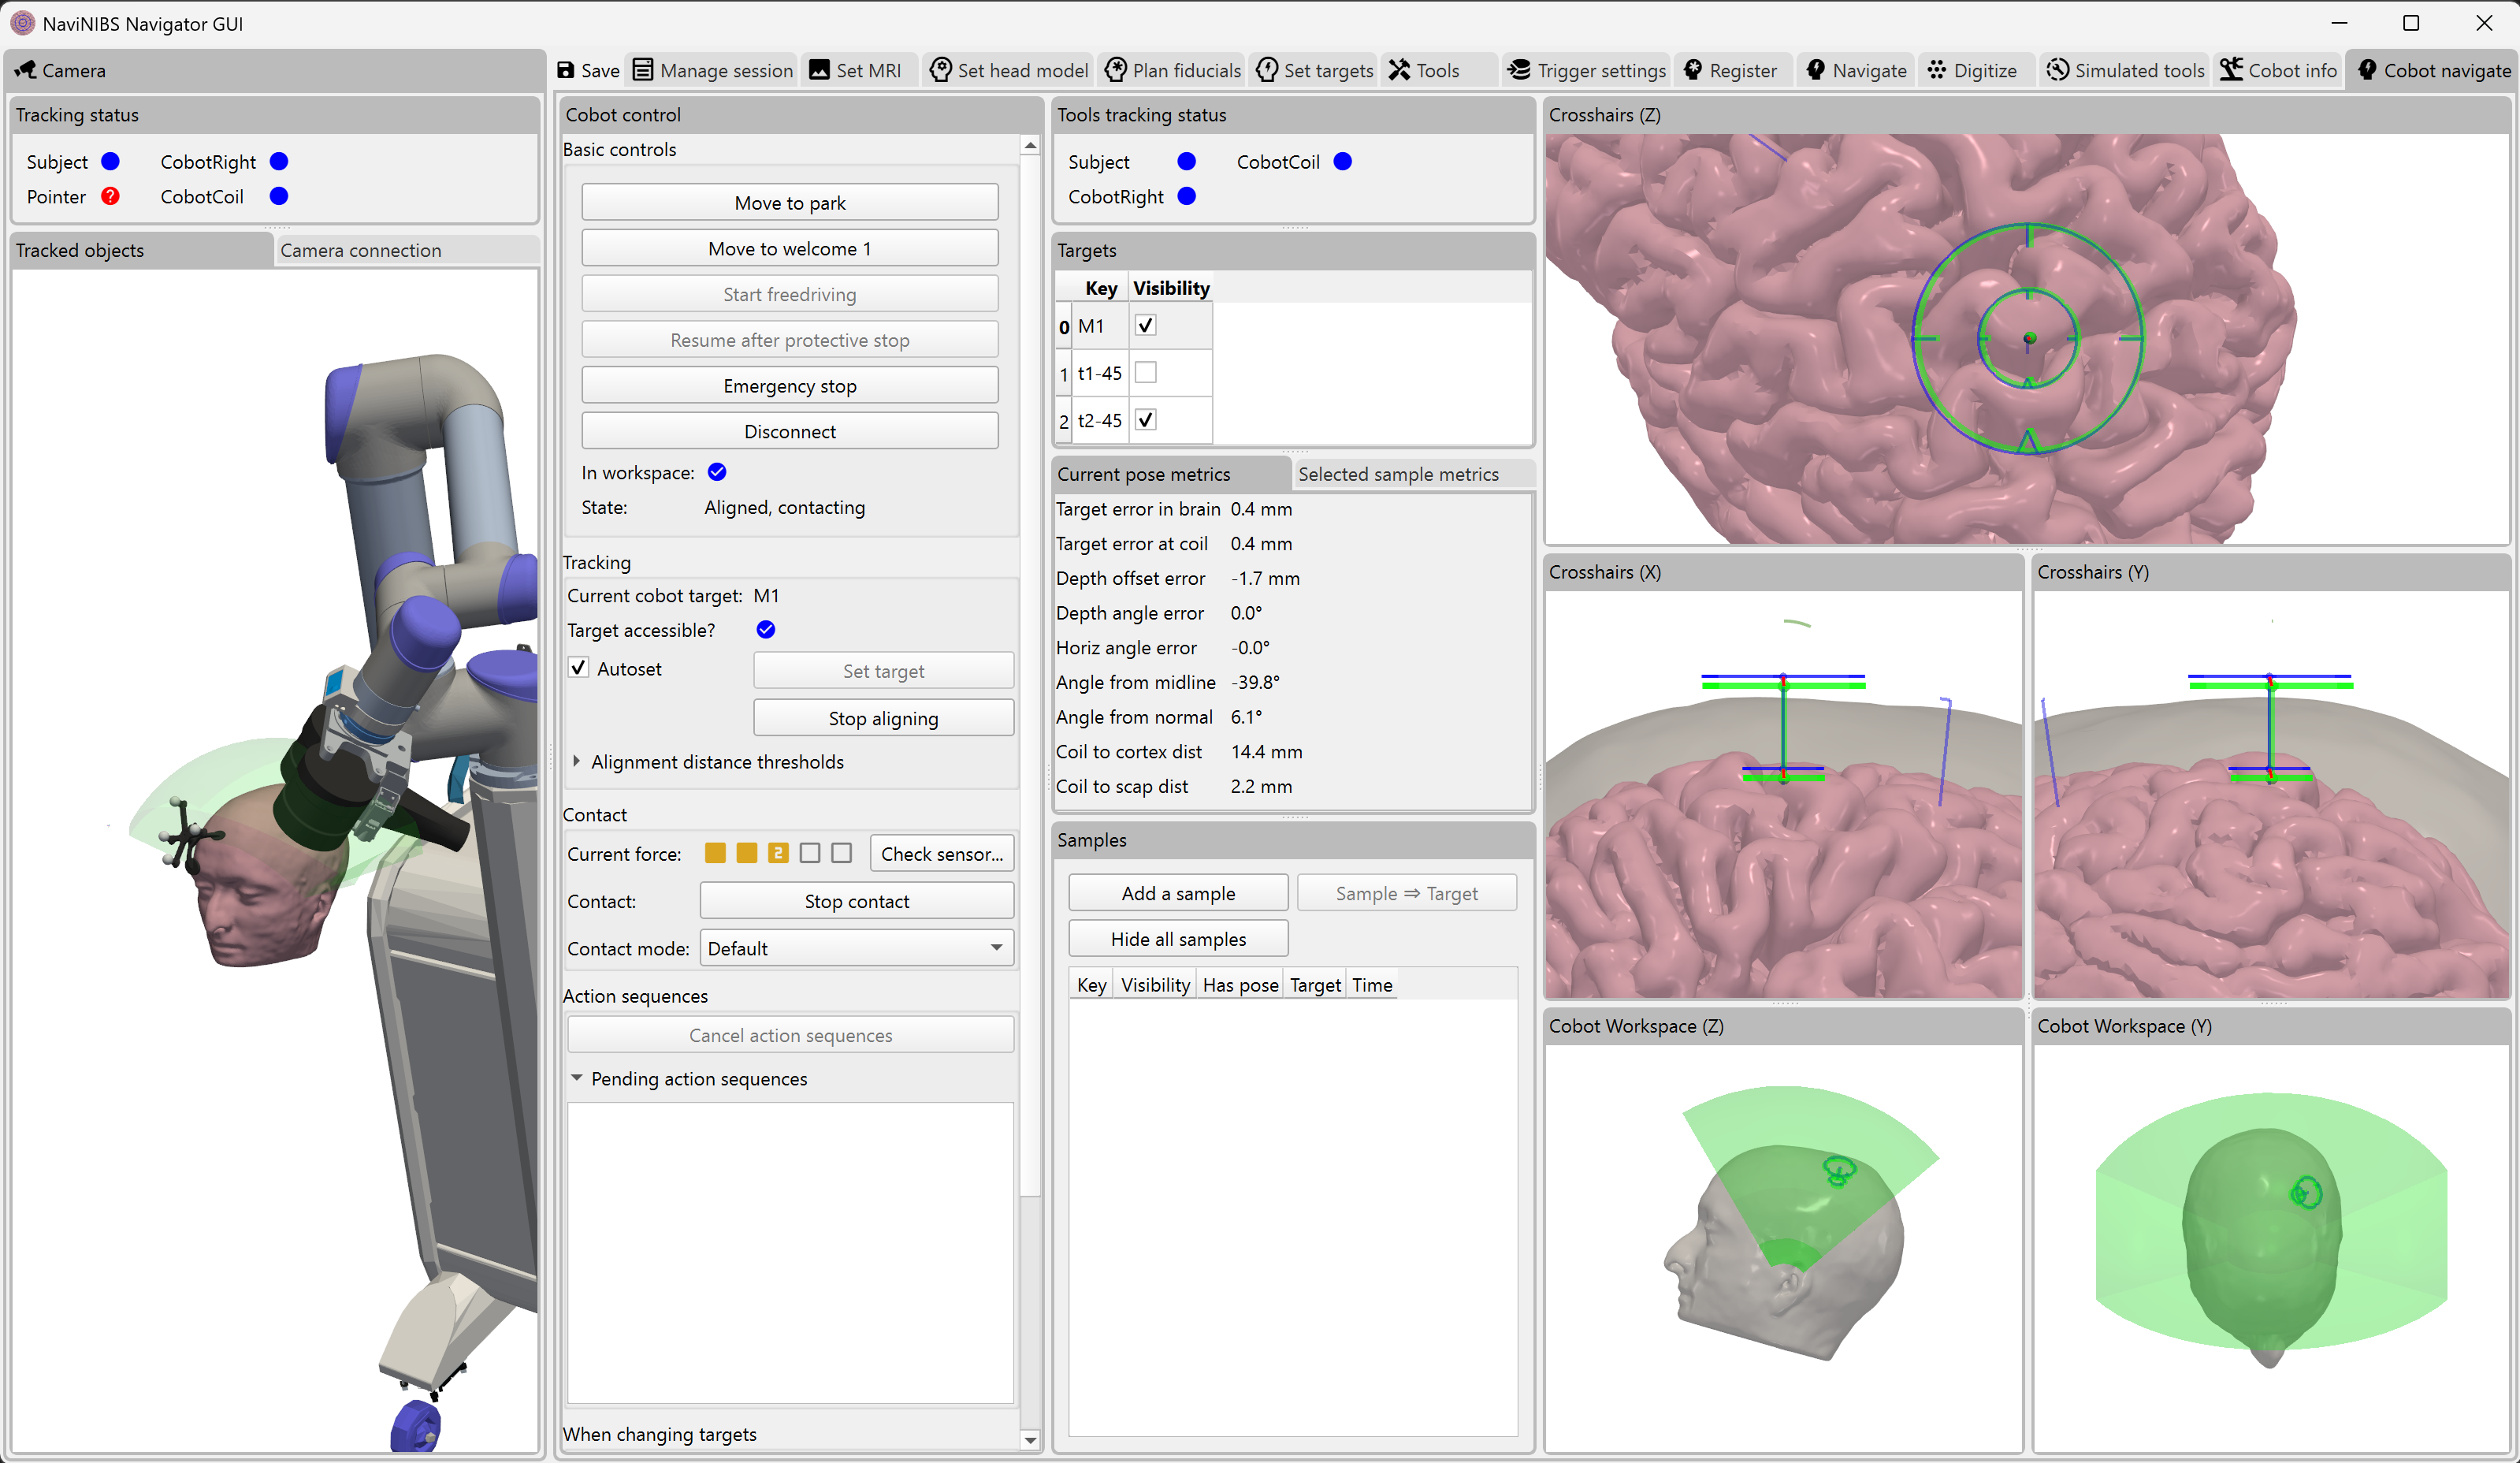 NaviNIBS Navigator GUI
Camera
Save
Manage session
Set MRI
Set head model
Plan fiducials
Set targets
Tools
Trigger settings
Register
Navigate
Digitize
Simulated tools
Cobot info
Cobot navigate
Tracking status
Subject
CobotRight
Pointer
?
CobotCoil
Tracked objects
Camera connection
Cobot control
Basic controls
Move to park
Move to welcome 1
Start freedriving
Resume after protective stop
Emergency stop
Disconnect
In workspace:
State: Aligned, contacting
Tracking
Current cobot target: M1
Target accessible?
Autoset
Set target
Stop aligning
Alignment distance thresholds
Contact
Current force: 2 Check sensor...
Contact: Stop contact
Contact mode: Default
Action sequences
Cancel action sequences
Pending action sequences
When changing targets
Tools tracking status
Subject
CobotCoil
CobotRight
Targets
Key Visibility
0 M1
1 t1-45
2 t2-45
Current pose metrics
Selected sample metrics
Target error in brain 0.4 mm
Target error at coil 0.4 mm
Depth offset error -1.7 mm
Depth angle error 0.0°
Horiz angle error -0.0°
Angle from midline -39.8°
Angle from normal 6.1°
Coil to cortex dist 14.4 mm
Coil to scap dist 2.2 mm
Samples
Add a sample
Sample ⇒ Target
Hide all samples
Key Visibility Has pose Target Time
Crosshairs (Z)
Crosshairs (X)
Crosshairs (Y)
Cobot Workspace (Z)
Cobot Workspace (Y)